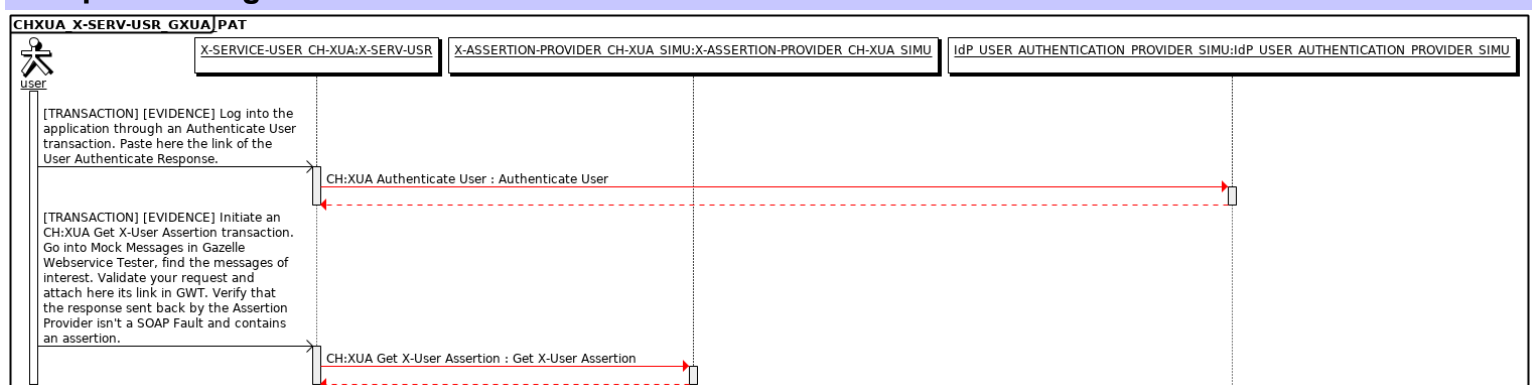 CHXUA_X-SERV-USR_GXUA_PAT
X-SERVICE-USER_CH-XUA:X-SERV-USR
X-ASSERTION-PROVIDER_CH-XUA_SIMU:X-ASSERTION-PROVIDER_CH-XUA_SIMU
IdP_USER_AUTHENTICATION_PROVIDER_SIMU:IdP_USER_AUTHENTICATION_PROVIDER_SIMU
user
[TRANSACTION] [EVIDENCE] Log into the
application through an Authenticate User
transaction. Paste here the link of the
User Authenticate Response.
CH:XUA Authenticate User : Authenticate User
[TRANSACTION] [EVIDENCE] Initiate an
CH:XUA Get X-User Assertion transaction.
Go into Mock Messages in Gazelle
Webservice Tester, find the messages of
interest. Validate your request and
attach here its link in GWT. Verify that
the response sent back by the Assertion
Provider isn't a SOAP Fault and contains
an assertion.
CH:XUA Get X-User Assertion : Get X-User Assertion